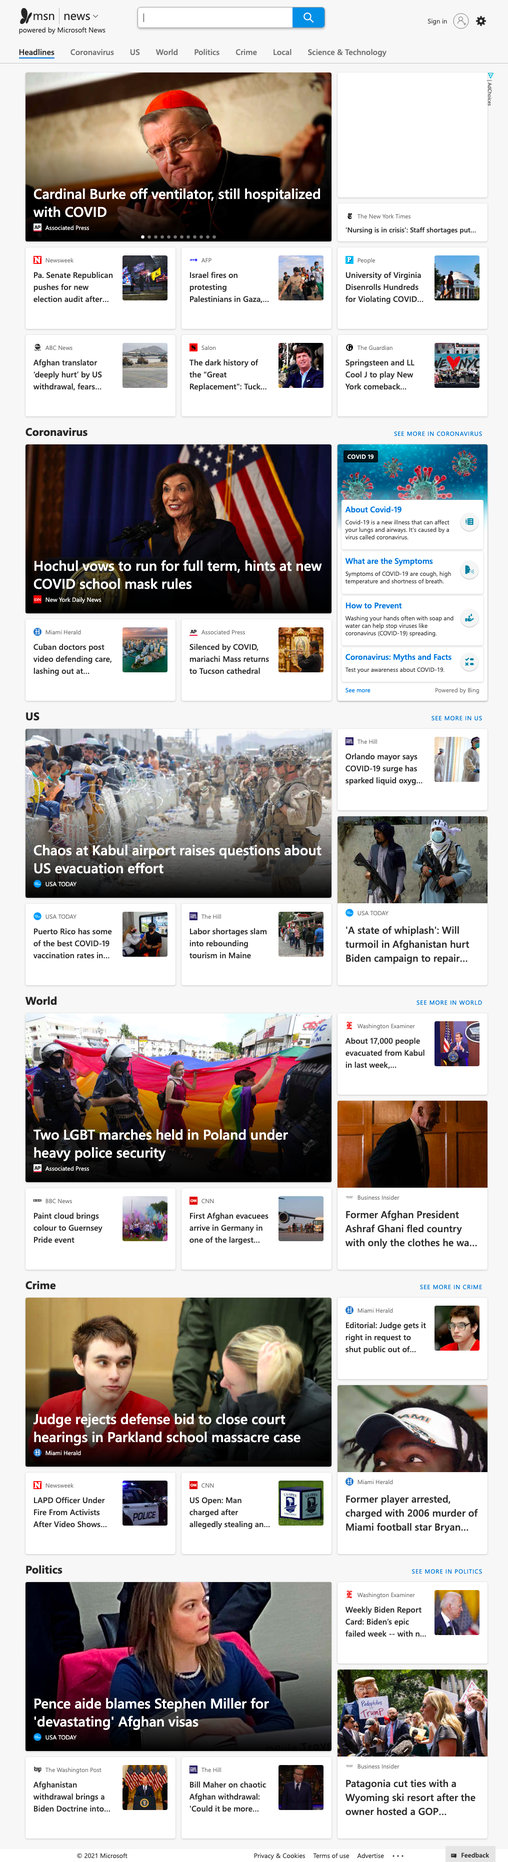 msn news
powered by Microsoft News
Sign in
Headlines Coronavirus US World Politics Crime Local Science & Technology
AdChoices
Cardinal Burke off ventilator, still hospitalized
with COVID
AP Associated Press
The New York Times
'Nursing is in crisis': Staff shortages put...
Newsweek
Pa. Senate Republican
pushes for new
election audit after...
AFP
Israel fires on
protesting
Palestinians in Gaza,...
People
University of Virginia
Disenrolls Hundreds
for Violating COVID...
ABC News
Afghan translator
'deeply hurt' by US
withdrawal, fears...
Salon
The dark history of
the "Great
Replacement": Tuck...
The Guardian
Springsteen and LL
Cool J to play New
York comeback...
Coronavirus
SEE MORE IN CORONAVIRUS
Hochul vows to run for full term, hints at new
COVID school mask rules
New York Daily News
COVID 19
About Covid-19
Covid-19 is a new illness that can affect
your lungs and airways. It's caused by a
virus called coronavirus.
What are the Symptoms
Symptoms of COVID-19 are cough, high
temperature and shortness of breath.
How to Prevent
Washing your hands often with soap and
water can help stop viruses like
coronavirus (COVID-19) spreading.
Coronavirus: Myths and Facts
Test your awareness about COVID-19.
See more
Powered by Bing
Miami Herald
Cuban doctors post
video defending care,
lashing out at...
AP Associated Press
Silenced by COVID,
mariachi Mass returns
to Tucson cathedral
US
SEE MORE IN US
Chaos at Kabul airport raises questions about
US evacuation effort
USA TODAY
The Hill
Orlando mayor says
COVID-19 surge has
sparked liquid oxyg...
USA TODAY
'A state of whiplash': Will
turmoil in Afghanistan hurt
Biden campaign to repair...
USA TODAY
Puerto Rico has some
of the best COVID-19
vaccination rates in...
The Hill
Labor shortages slam
into rebounding
tourism in Maine
World
SEE MORE IN WORLD
Two LGBT marches held in Poland under
heavy police security
AP Associated Press
Washington Examiner
About 17,000 people
evacuated from Kabul
in last week,...
Business Insider
Former Afghan President
Ashraf Ghani fled country
with only the clothes he wa...
BBC News
Paint cloud brings
colour to Guernsey
Pride event
CNN
First Afghan evacuees
arrive in Germany in
one of the largest...
Crime
SEE MORE IN CRIME
Judge rejects defense bid to close court
hearings in Parkland school massacre case
Miami Herald
Miami Herald
Editorial: Judge gets it
right in request to
shut public out of...
Miami Herald
Former player arrested,
charged with 2006 murder of
Miami football star Bryan...
Newsweek
LAPD Officer Under
Fire From Activists
After Video Shows...
POLICE
CNN
US Open: Man
charged after
allegedly stealing an...
Politics
SEE MORE IN POLITICS
Pence aide blames Stephen Miller for
'devastating' Afghan visas
USA TODAY
Washington Examiner
Weekly Biden Report
Card: Biden's epic
failed week -- with n...
TRUMP
Business Insider
Patagonia cut ties with a
Wyoming ski resort after the
owner hosted a GOP...
The Washington Post
Afghanistan
withdrawal brings a
Biden Doctrine into...
The Hill
Bill Maher on chaotic
Afghan withdrawal:
'Could it be more...
© 2021 Microsoft
Privacy & Cookies Terms of use Advertise ...
Feedback